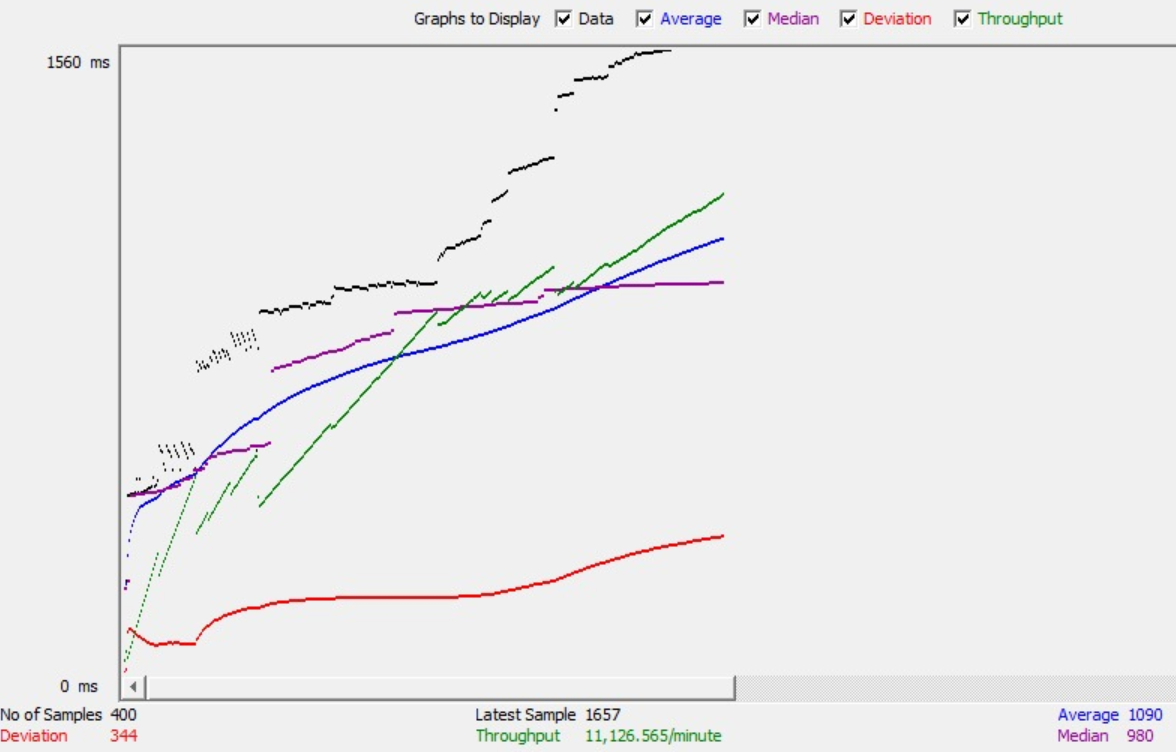 Graphs to Display Data Average Median Deviation Throughput
1560 ms
0 ms
No of Samples 400 Latest Sample 1657 Average 1090
Deviation 344 Throughput 11,126.565/minute Median 980